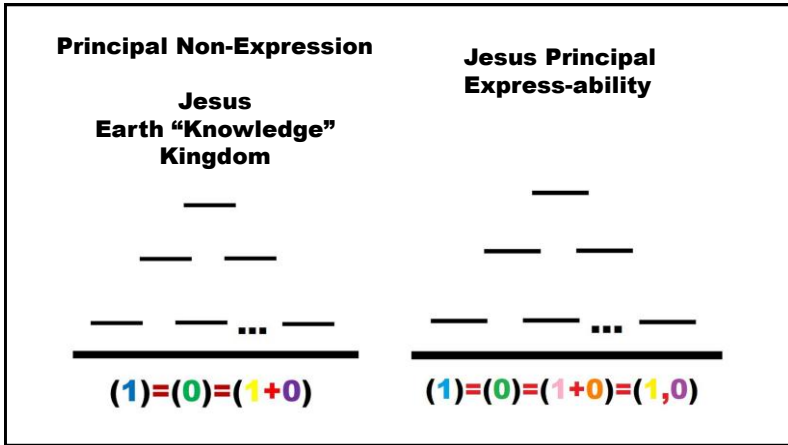 Principal Non-Expression
Jesus
Earth “Knowledge”
Kingdom
...
(1)=(0)=(1+0)
Jesus Principal
Express-ability
...
(1)=(0)=(1+0)=(1,0)